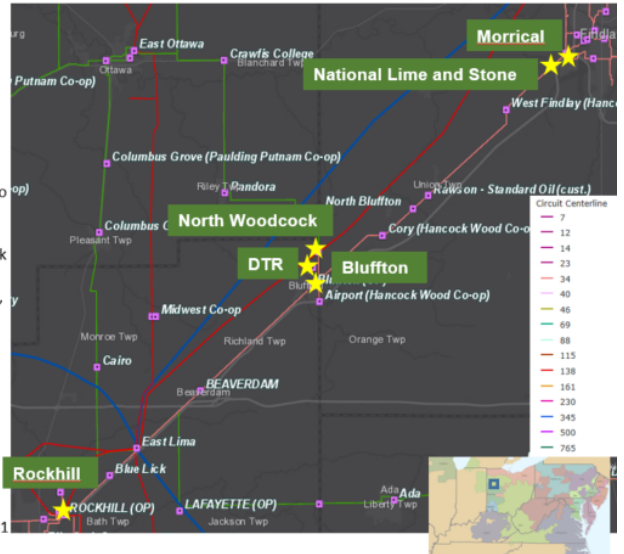 Morrical
East Ottawa
Crawfis College
Ottawa
Blanchard Twp
National Lime and Stone
Putnam Co-op)
West Findlay (Hanc
Columbus Grove (Paulding Putnam Co-op)
Riley Twp
Pandora
Union Twp
Rawson - Standard Oil (cust.)
North Bluffton
North Woodcock
Columbus C
Pleasant Twp
Cory (Hancock Wood Co-o
DTR
Bluffton
Airport (Hancock Wood Co-op)
Midwest Co-op
Monroe Twp
Richland Twp
Orange Twp
Cairo
BEAVERDAM
Beaverdam
East Lima
Rockhill
Blue Lick
ROCKHILL (OP)
Bath Twp
LAFAYETTE (OP)
Jackson Twp
Ada
Ada
Liberty Twp
Circuit Centerline
7
12
14
23
34
40
46
69
88
115
138
161
230
345
500
765
1